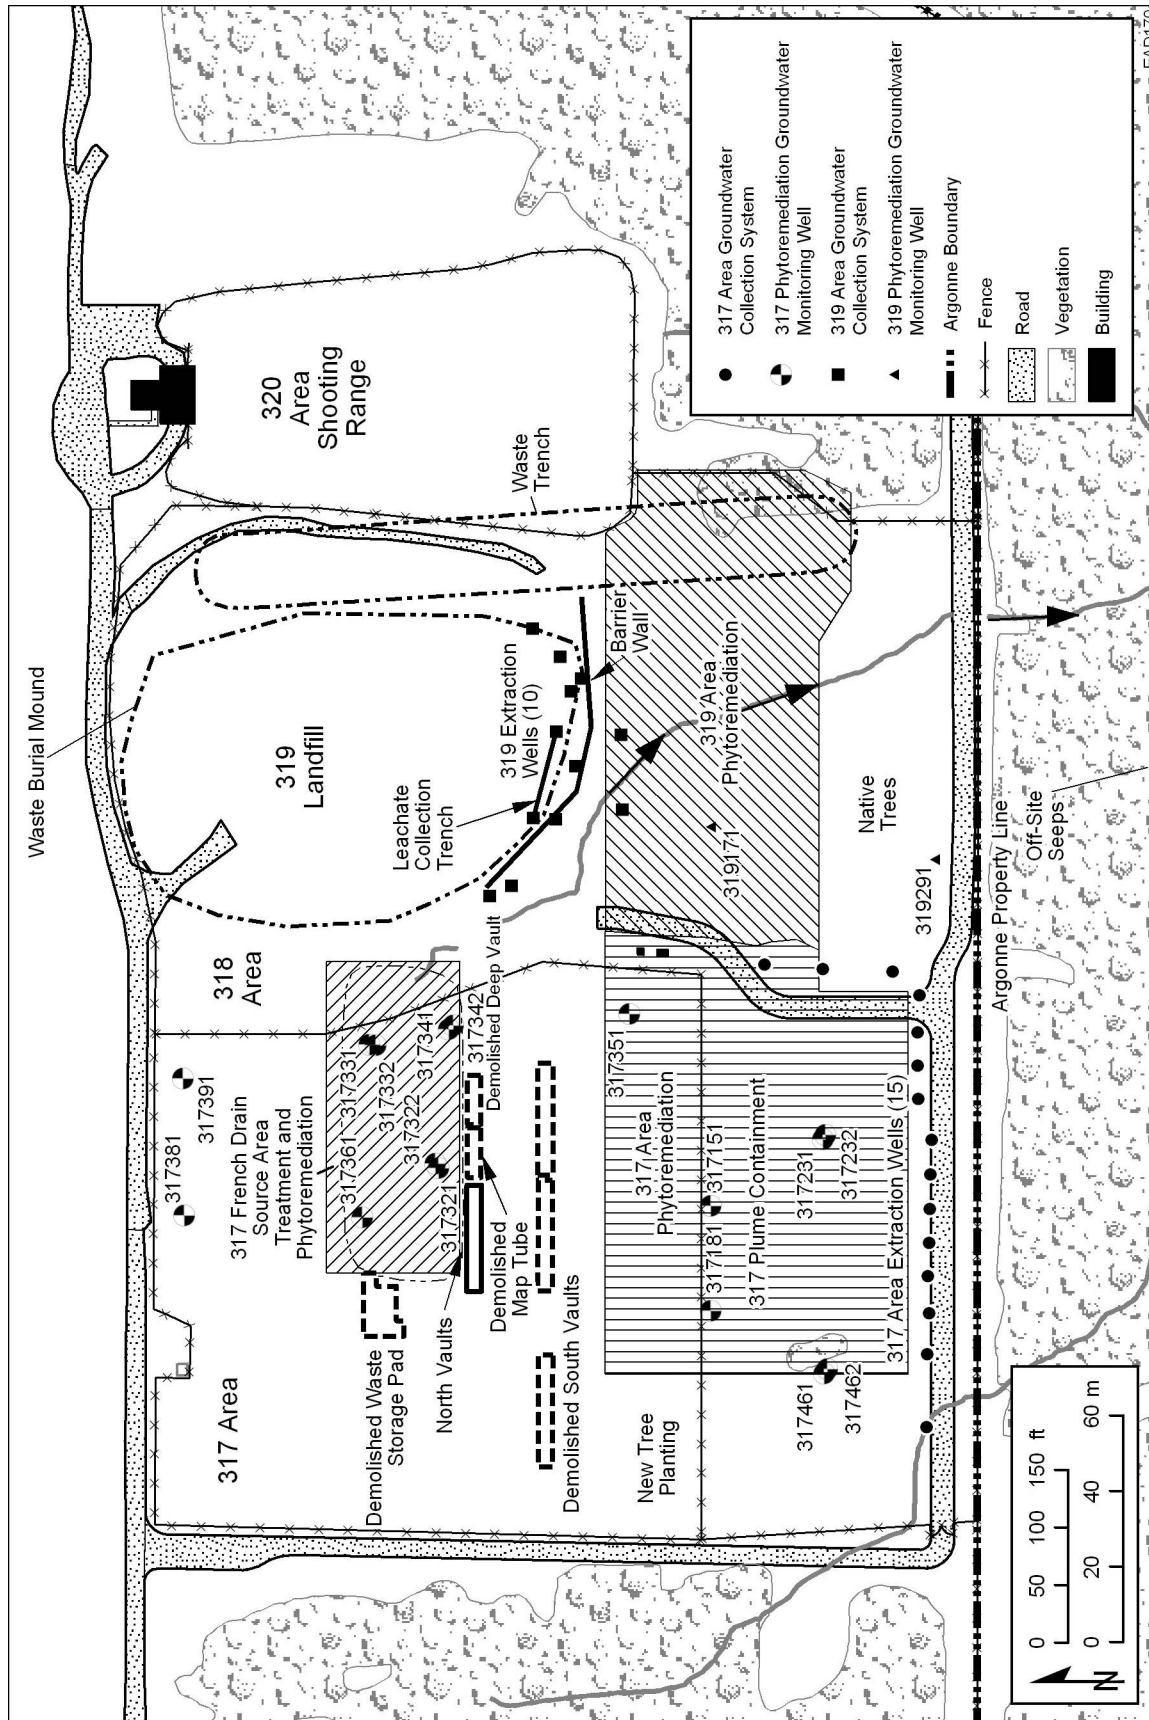 Waste Burial Mound
317 Area
317381
317391
318
Area
319
Landfill
320
Area
Shooting
Range
317 French Drain
Source Area
Treatment and
Phytoremediation
317361
317331
317332
317322
317341
317321
317342
Demolished Waste
Storage Pad
North Vaults
Demolished
Map Tube
Demolished Deep Vault
Demolished South Vaults
Leachate
Collection
Trench
319 Extraction
Wells (10)
Barrier
Wall
Waste
Trench
New Tree
Planting
317 Area
Phytoremediation
317351
317181
317151
317 Plume Containment
317231
317232
317461
317462
317 Area Extraction Wells (15)
319 Area
Phytoremediation
319171
Native
Trees
319291
Argonne Property Line
Off-Site
Seeps
317 Area Groundwater
Collection System
317 Phytoremediation Groundwater
Monitoring Well
319 Area Groundwater
Collection System
319 Phytoremediation Groundwater
Monitoring Well
Argonne Boundary
Fence
Road
Vegetation
Building
N
0 50 100 150 ft
0 20 40 60 m